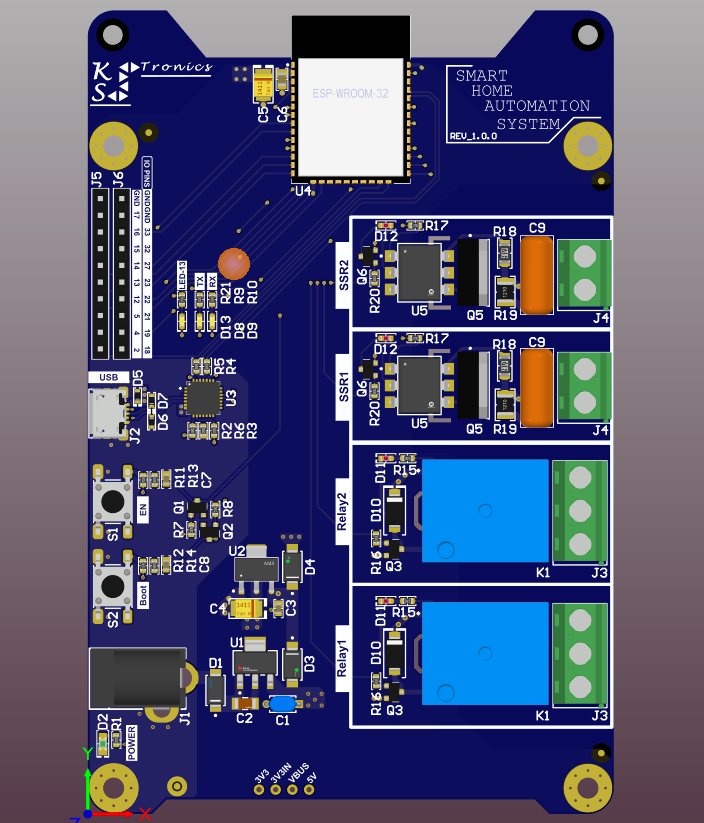 K Tronics
S
SMART
HOME
AUTOMATION
SYSTEM
REV_1.0.0
ESP-WROOM-32
U4
C5
C6
J5
J6
IO PINS
GND GND
17 GND
16 33
15 32
14 27
13 23
12 22
5 21
4 19
2 18
LED-13
TX
RX
R21
R9
R10
D13
D8
D9
R5
R4
U3
R2
R6
R3
USB
D5
D7
D6
J2
R11
R13
C7
EN
S1
Q1
R8
R7
Q2
R12
R14
C8
Boot
S2
U2
D4
C4
1411
C3
U1
D3
D1
C2
C1
J1
D2
R1
POWER
3V3
3V3IN
VBUS
5V
SSR2
D12
R17
Q6
R20
U5
Q5
R18
R19
C9
J4
SSR1
D12
R17
Q6
R20
U5
Q5
R18
R19
C9
J4
Relay2
D11
R15
D10
R16
Q3
K1
J3
Relay1
D11
R15
D10
R16
Q3
K1
J3
Y
X
Z